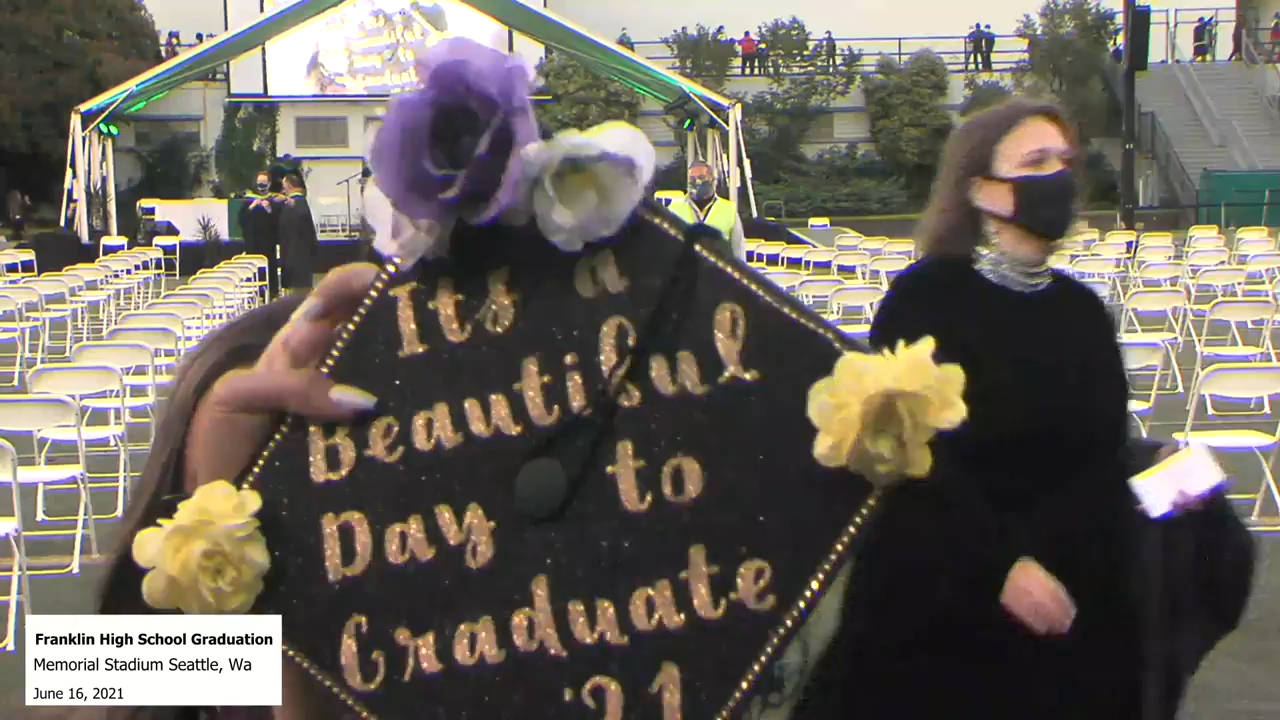 Its a
Beautiful
Day to
Graduate
'21
Franklin High School Graduation
Memorial Stadium Seattle, Wa
June 16, 2021